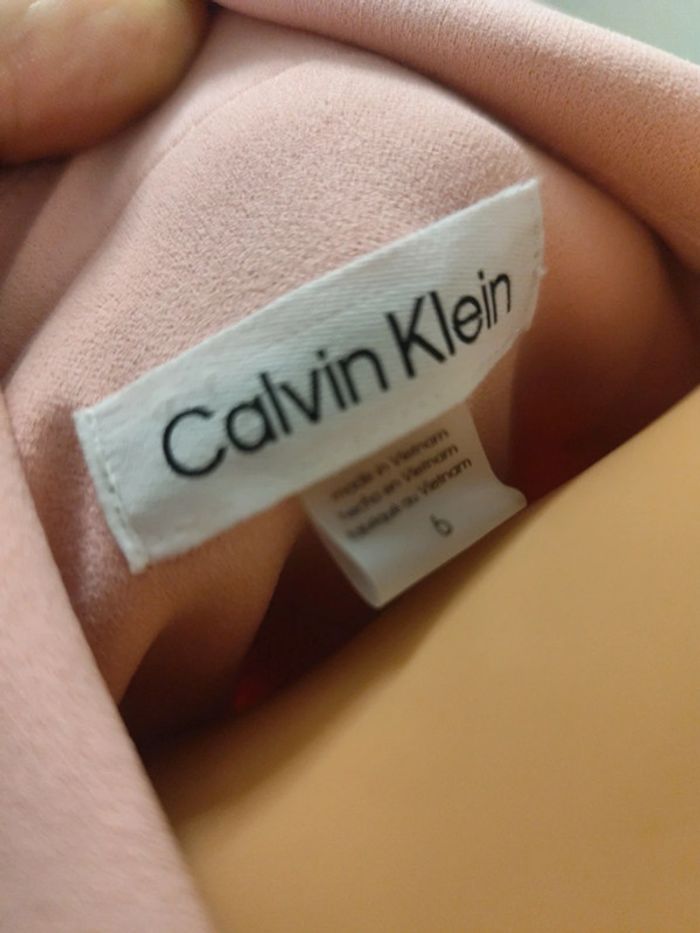 Calvin Klein
made in Vietnam
hecho en Vietnam
fabriqué au Vietnam
6